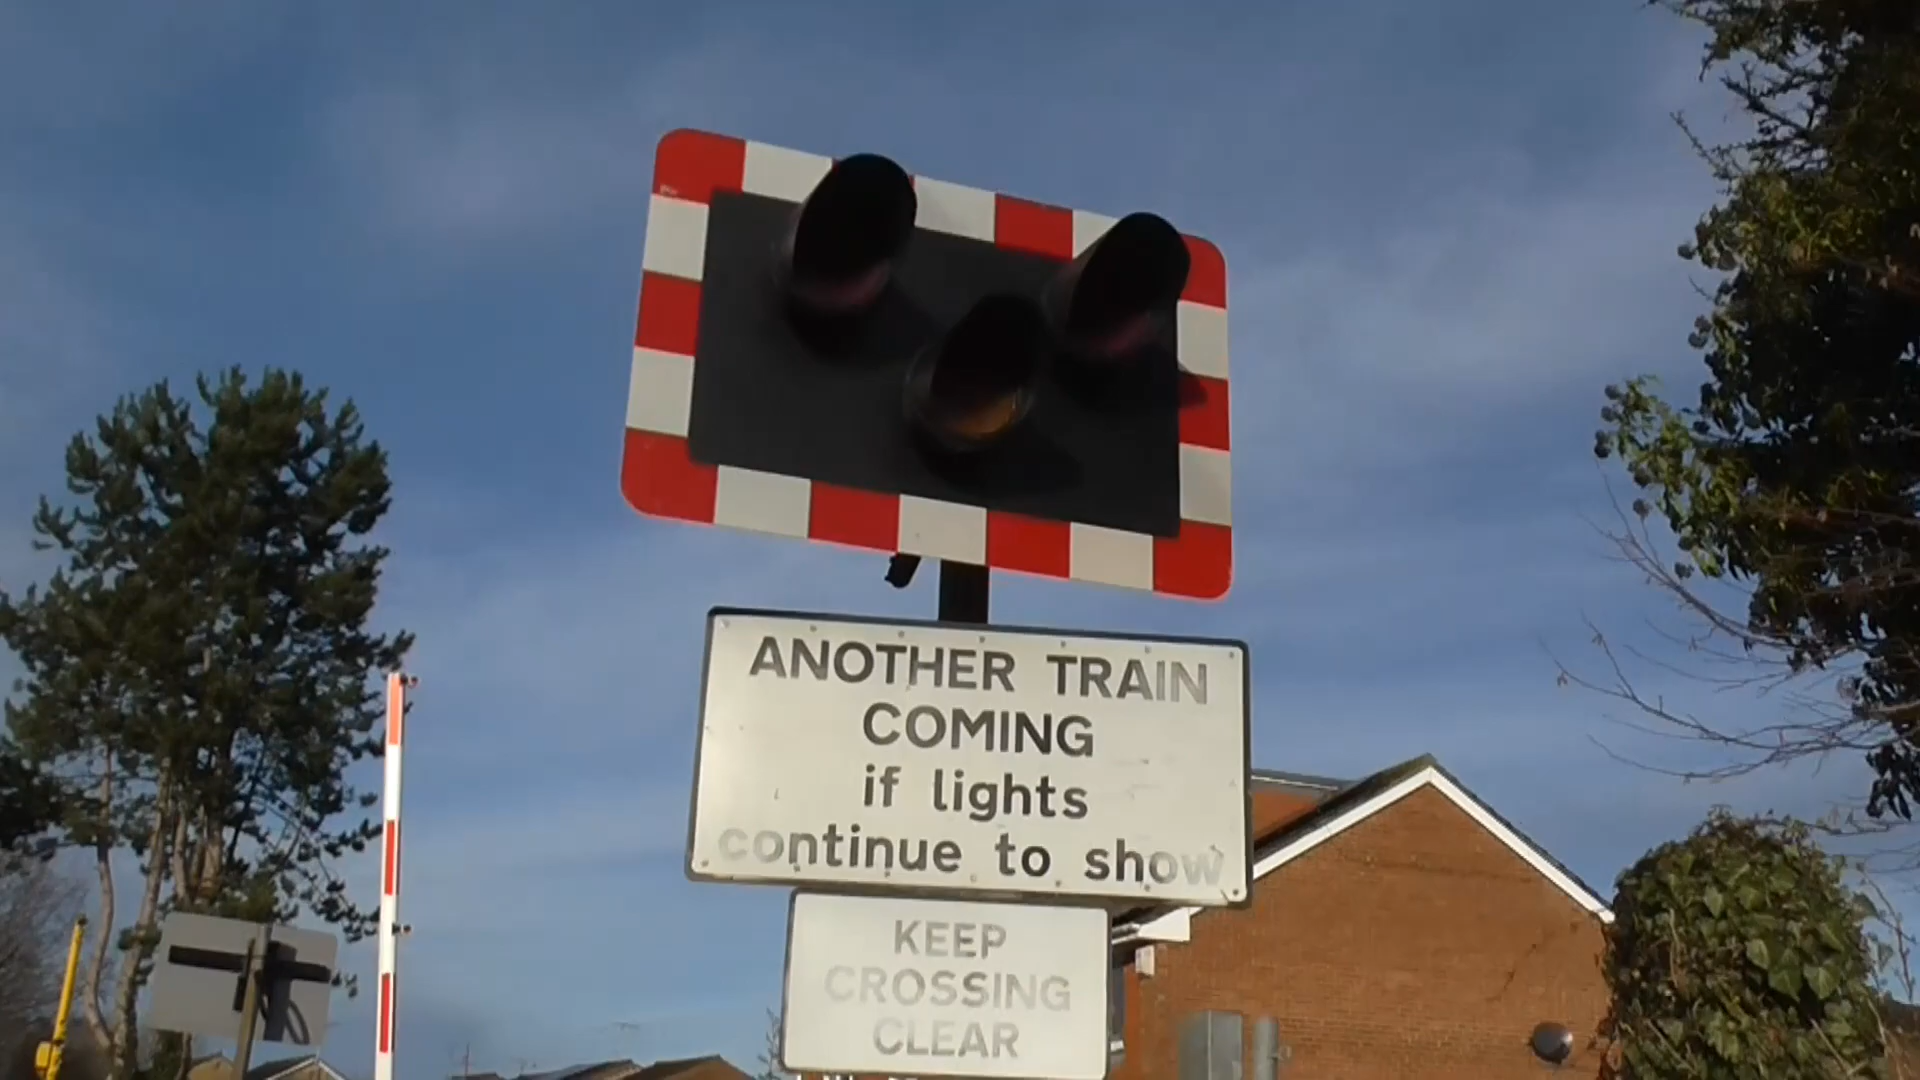 ANOTHER TRAIN
COMING
if lights
continue to show
KEEP
CROSSING
CLEAR